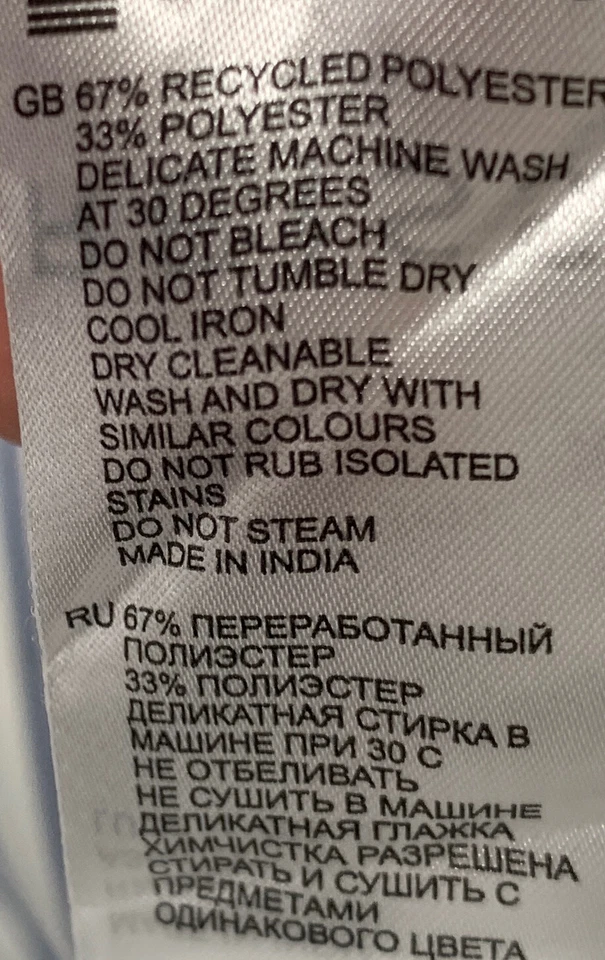 GB 67% RECYCLED POLYESTER
33% POLYESTER
DELICATE MACHINE WASH
AT 30 DEGREES
DO NOT BLEACH
DO NOT TUMBLE DRY
COOL IRON
DRY CLEANABLE
WASH AND DRY WITH
SIMILAR COLOURS
DO NOT RUB ISOLATED
STAINS
DO NOT STEAM
MADE IN INDIA
RU 67% ПЕРЕРАБОТАННЫЙ
ПОЛИЭСТЕР
33% ПОЛИЭСТЕР
ДЕЛИКАТНАЯ СТИРКА В
МАШИНЕ ПРИ 30 С
НЕ ОТБЕЛИВАТЬ
НЕ СУШИТЬ В МАШИНЕ
ДЕЛИКАТНАЯ ГЛАЖКА
ХИМЧИСТКА РАЗРЕШЕНА
СТИРАТЬ И СУШИТЬ С
ПРЕДМЕТАМИ
ОДИНАКОВОГО ЦВЕТА